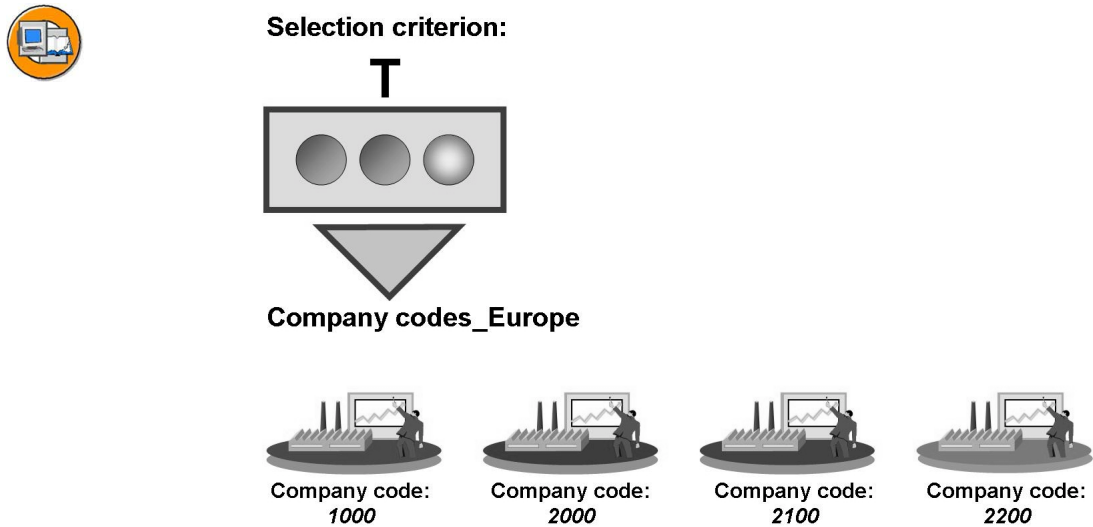 Selection criterion:
T
Company codes_Europe
Company code:
1000
Company code:
2000
Company code:
2100
Company code:
2200